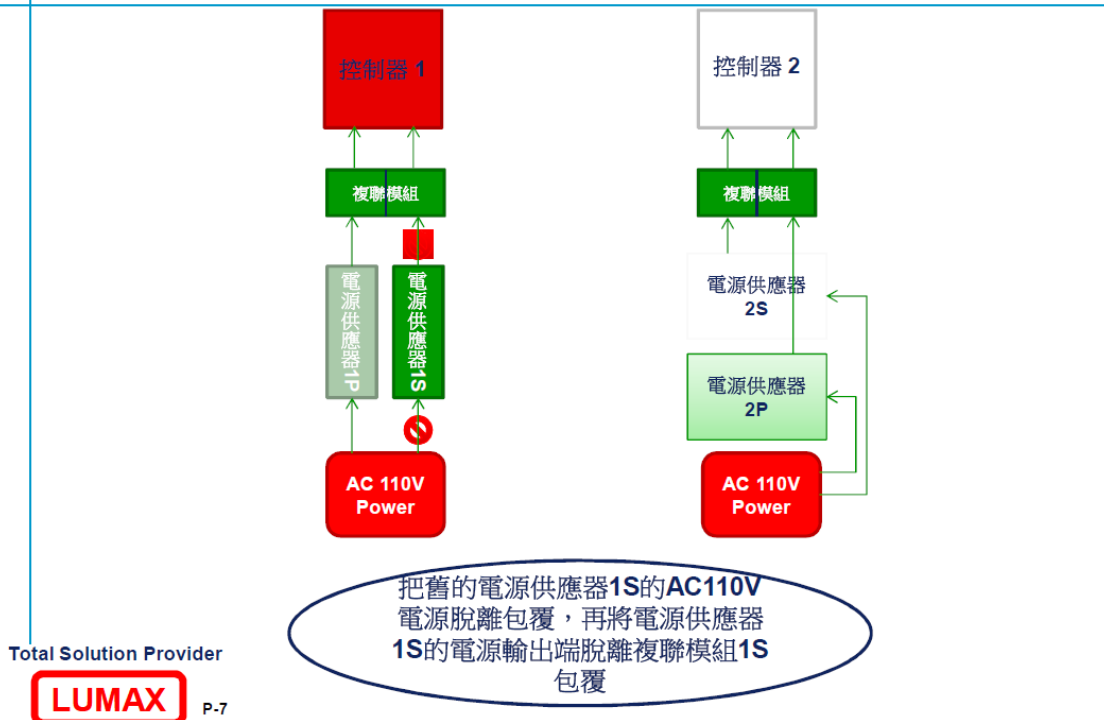 控制器 1
複聯模組
電源供應器1P
電源供應器1S
AC 110V
Power
控制器 2
複聯模組
電源供應器
2S
電源供應器
2P
AC 110V
Power
把舊的電源供應器1S的AC110V
電源脫離包覆，再將電源供應器
1S的電源輸出端脫離複聯模組1S
包覆
Total Solution Provider
LUMAX
P-7